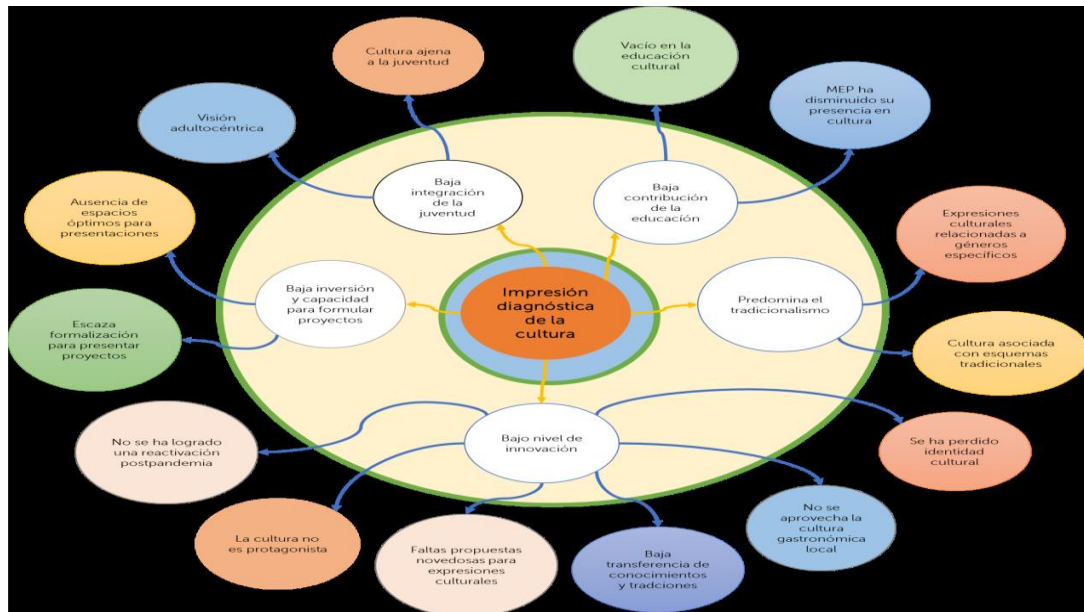 Cultura ajena
a la juventud
Vacío en la
educación
cultural
MEP ha
disminuido su
presencia en
cultura
Visión
adultocéntrica
Baja
integración
de la
juventud
Baja
contribución
de la
educación
Ausencia de
espacios
óptimos para
presentaciones
Expresiones
culturales
relacionadas a
géneros
específicos
Baja inversión
y capacidad
para formular
proyectos
Impresión
diagnóstica
de la
cultura
Predomina el
tradicionalismo
Escaza
formalización
para presentar
proyectos
Cultura asociada
con esquemas
tradicionales
No se ha logrado
una reactivación
postpandemia
Bajo nivel de
innovación
Se ha perdido
identidad
cultural
La cultura no
es protagonista
Faltas propuestas
novedosas para
expresiones
culturales
Baja
transferencia de
conocimientos
y tradciones
No se
aprovecha la
cultura
gastronómica
local